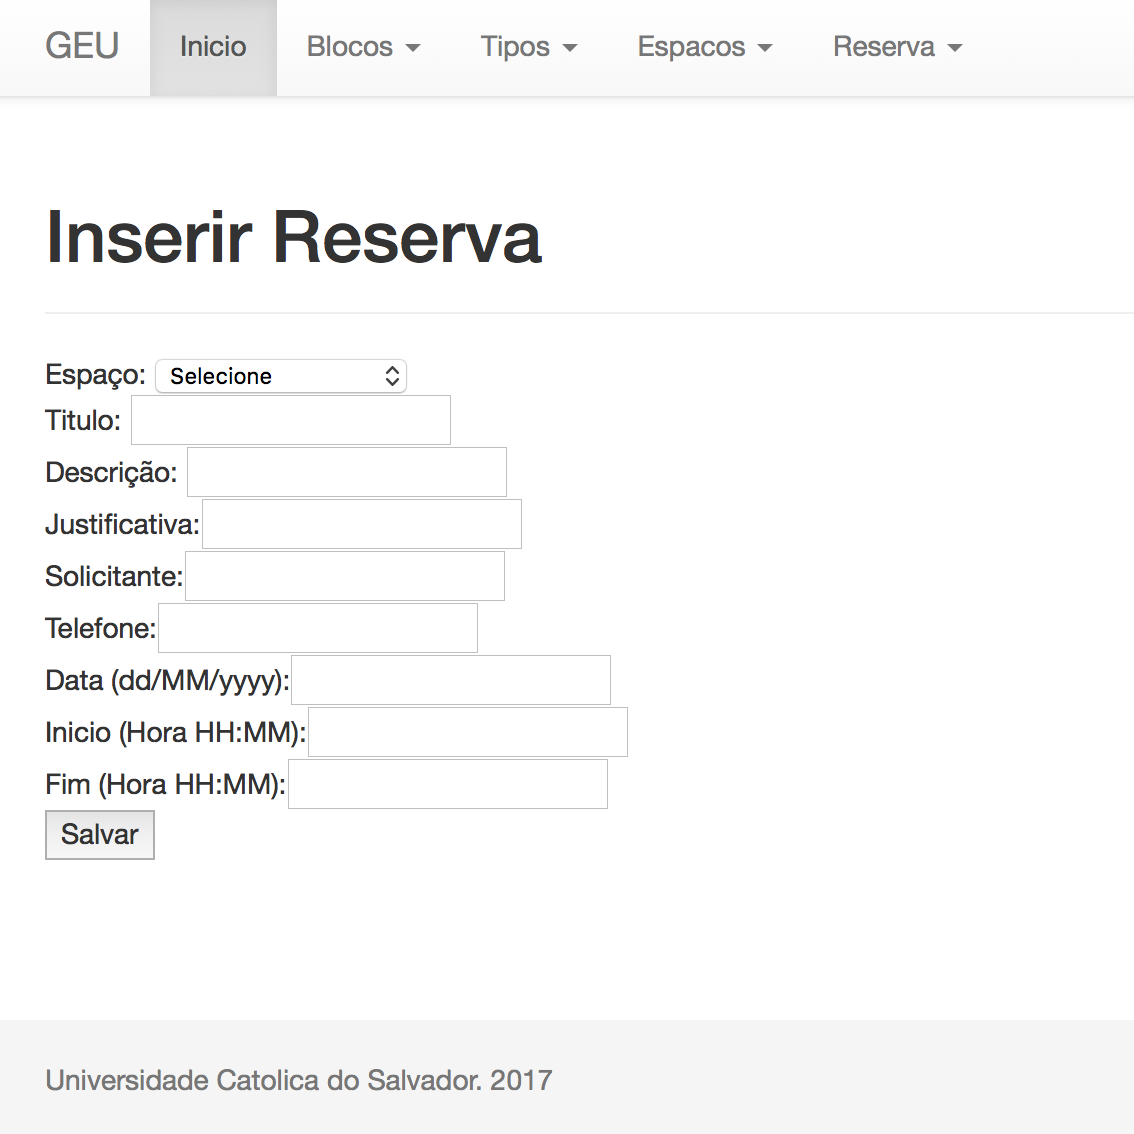 GEU Inicio Blocos Tipos Espacos Reserva
Inserir Reserva
Espaço: Selecione
Titulo:
Descrição:
Justificativa:
Solicitante:
Telefone:
Data (dd/MM/yyyy):
Inicio (Hora HH:MM):
Fim (Hora HH:MM):
Salvar
Universidade Catolica do Salvador. 2017